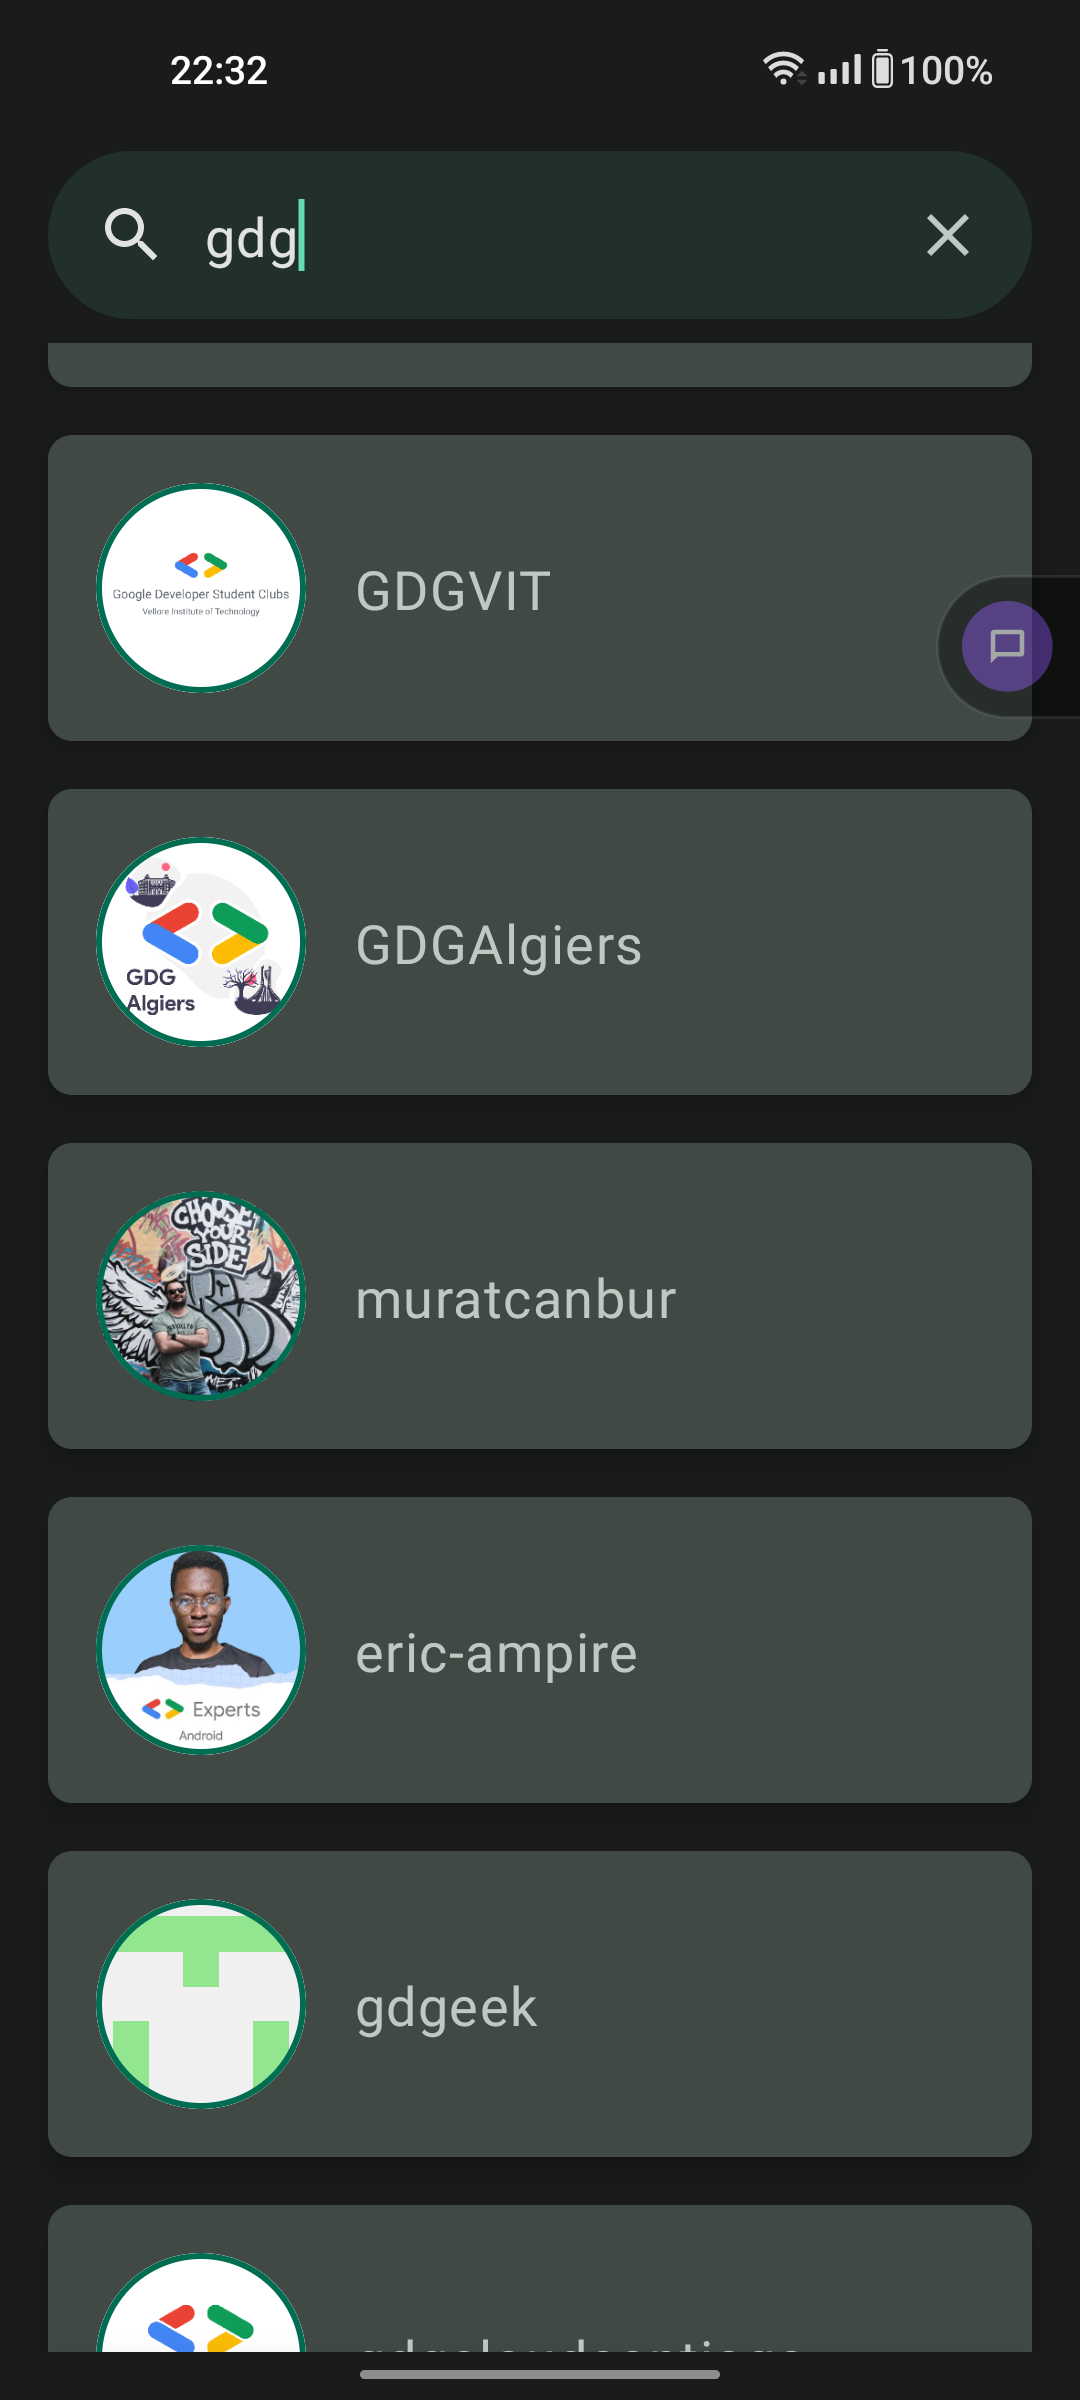 22:32
100%
gdg
Google Developer Student Clubs
Vellore Institute of Technology
GDGVIT
GDG
Algiers
GDGAlgiers
CHOOSE
YOUR
SIDE
BROOKLYN
muratcanbur
Experts
Android
eric-ampire
gdgeek